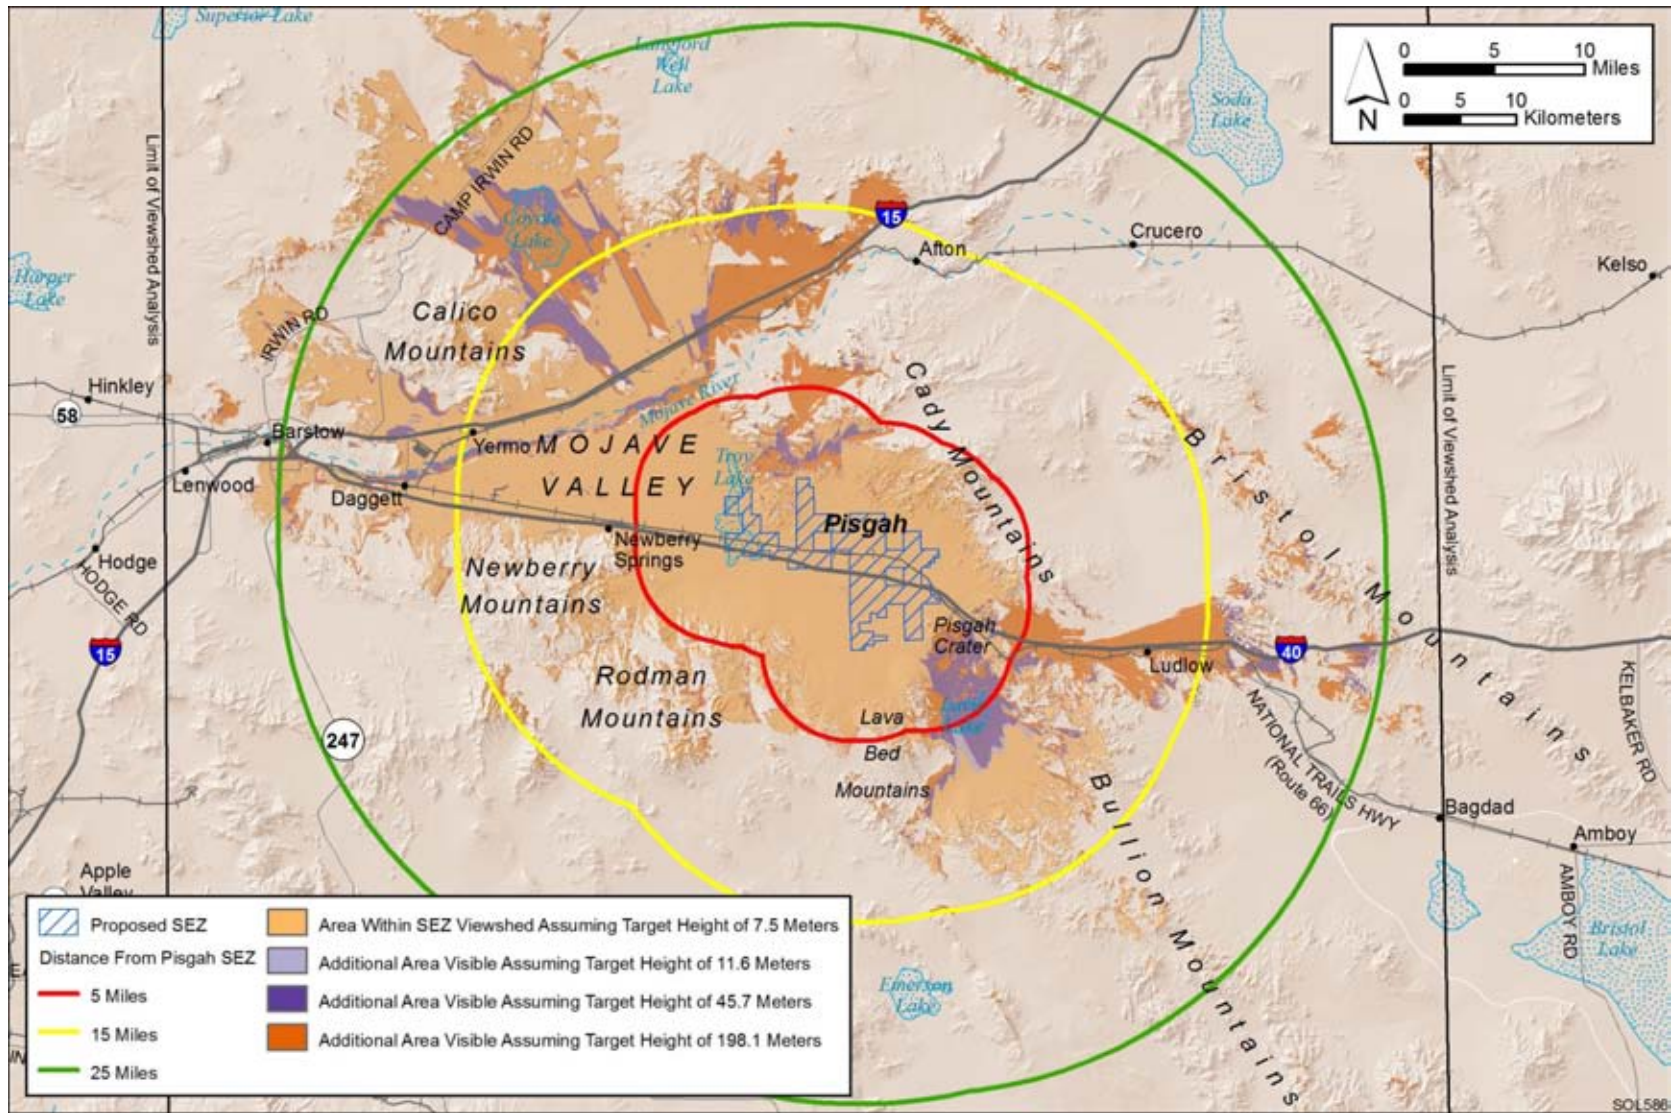 Superior Lake
Langford
Well
Lake
Soda
Lake
0 5 10
Miles
0 5 10
Kilometers
N
Limit of Viewshed Analysis
CAMP IRWIN RD
Coyote
Lake
15
Afton
Crucero
Kelso
Harper
Lake
Calico
Mountains
IRWIN RD
Hinkley
58
Barstow
Yermo
Mojave River
MOJAVE
VALLEY
Troy
Lake
Cady Mountains
Bristol Mountains
Limit of Viewshed Analysis
Lenwood
Daggett
Pisgah
Newberry
Springs
Hodge
HODGE RD
Newberry
Mountains
15
Pisgah
Crater
Ludlow
40
Rodman
Mountains
247
Lava
Bed
Mountains
Lake
NATIONAL TRAILS HWY
(Route 66)
KELBAKER RD
Bullion Mountains
Bagdad
Amboy
AMBOY RD
Bristol
Lake
Emerson
Lake
Apple
Valley
Proposed SEZ
Distance From Pisgah SEZ
5 Miles
15 Miles
25 Miles
Area Within SEZ Viewshed Assuming Target Height of 7.5 Meters
Additional Area Visible Assuming Target Height of 11.6 Meters
Additional Area Visible Assuming Target Height of 45.7 Meters
Additional Area Visible Assuming Target Height of 198.1 Meters
SOL586